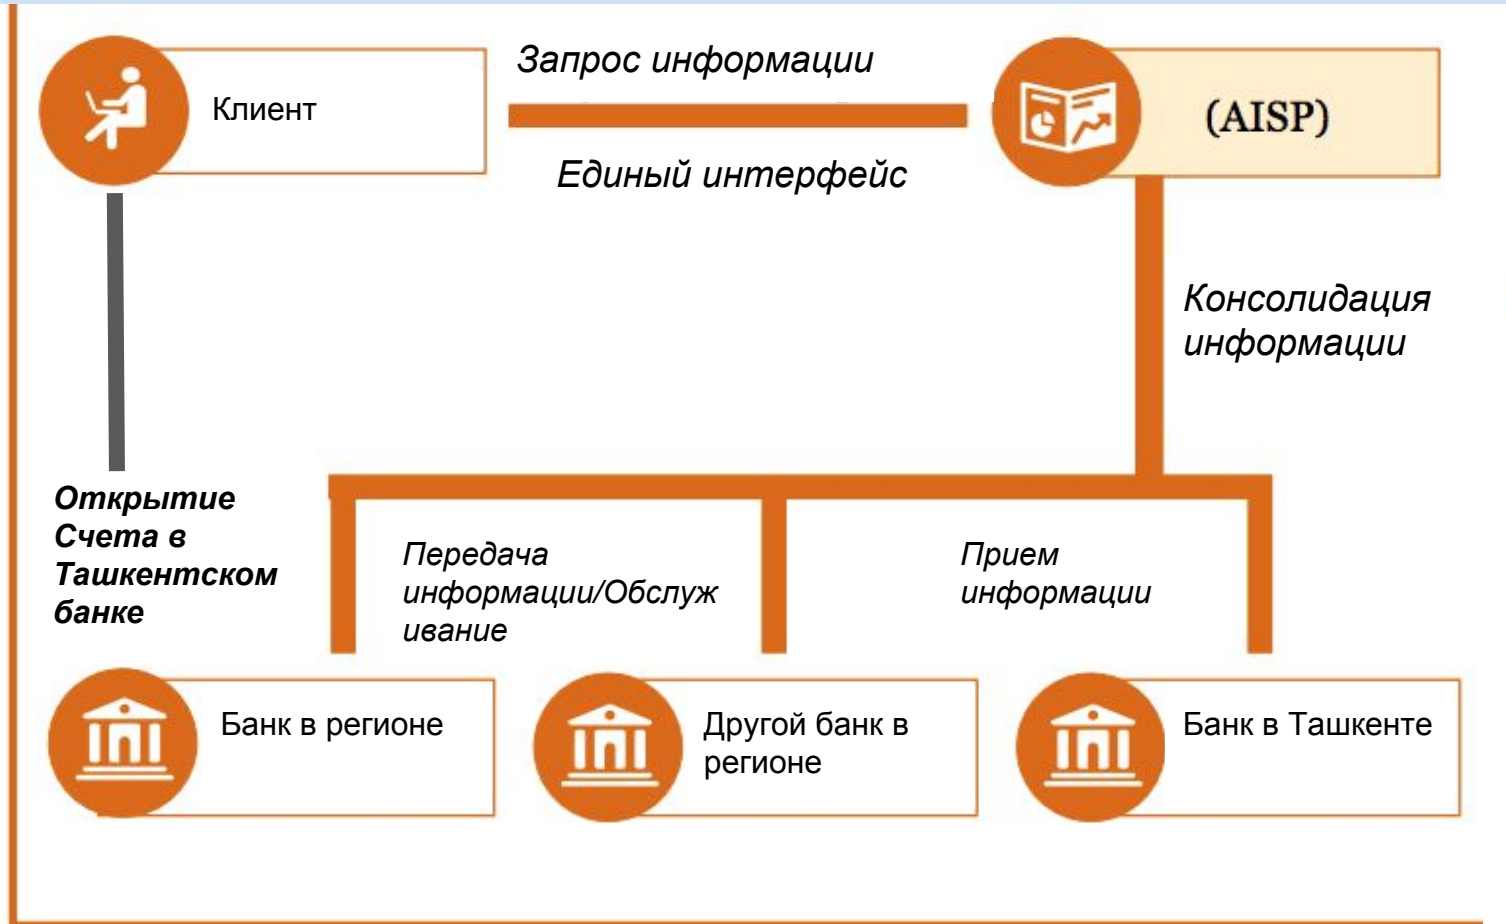 Клиент
Запрос информации
Единый интерфейс
(AISP)
Консолидация
информации
Открытие
Счета в
Ташкентском
банке
Передача
информации/Обслуж
ивание
Прием
информации
Банк в регионе
Другой банк в
регионе
Банк в Ташкенте